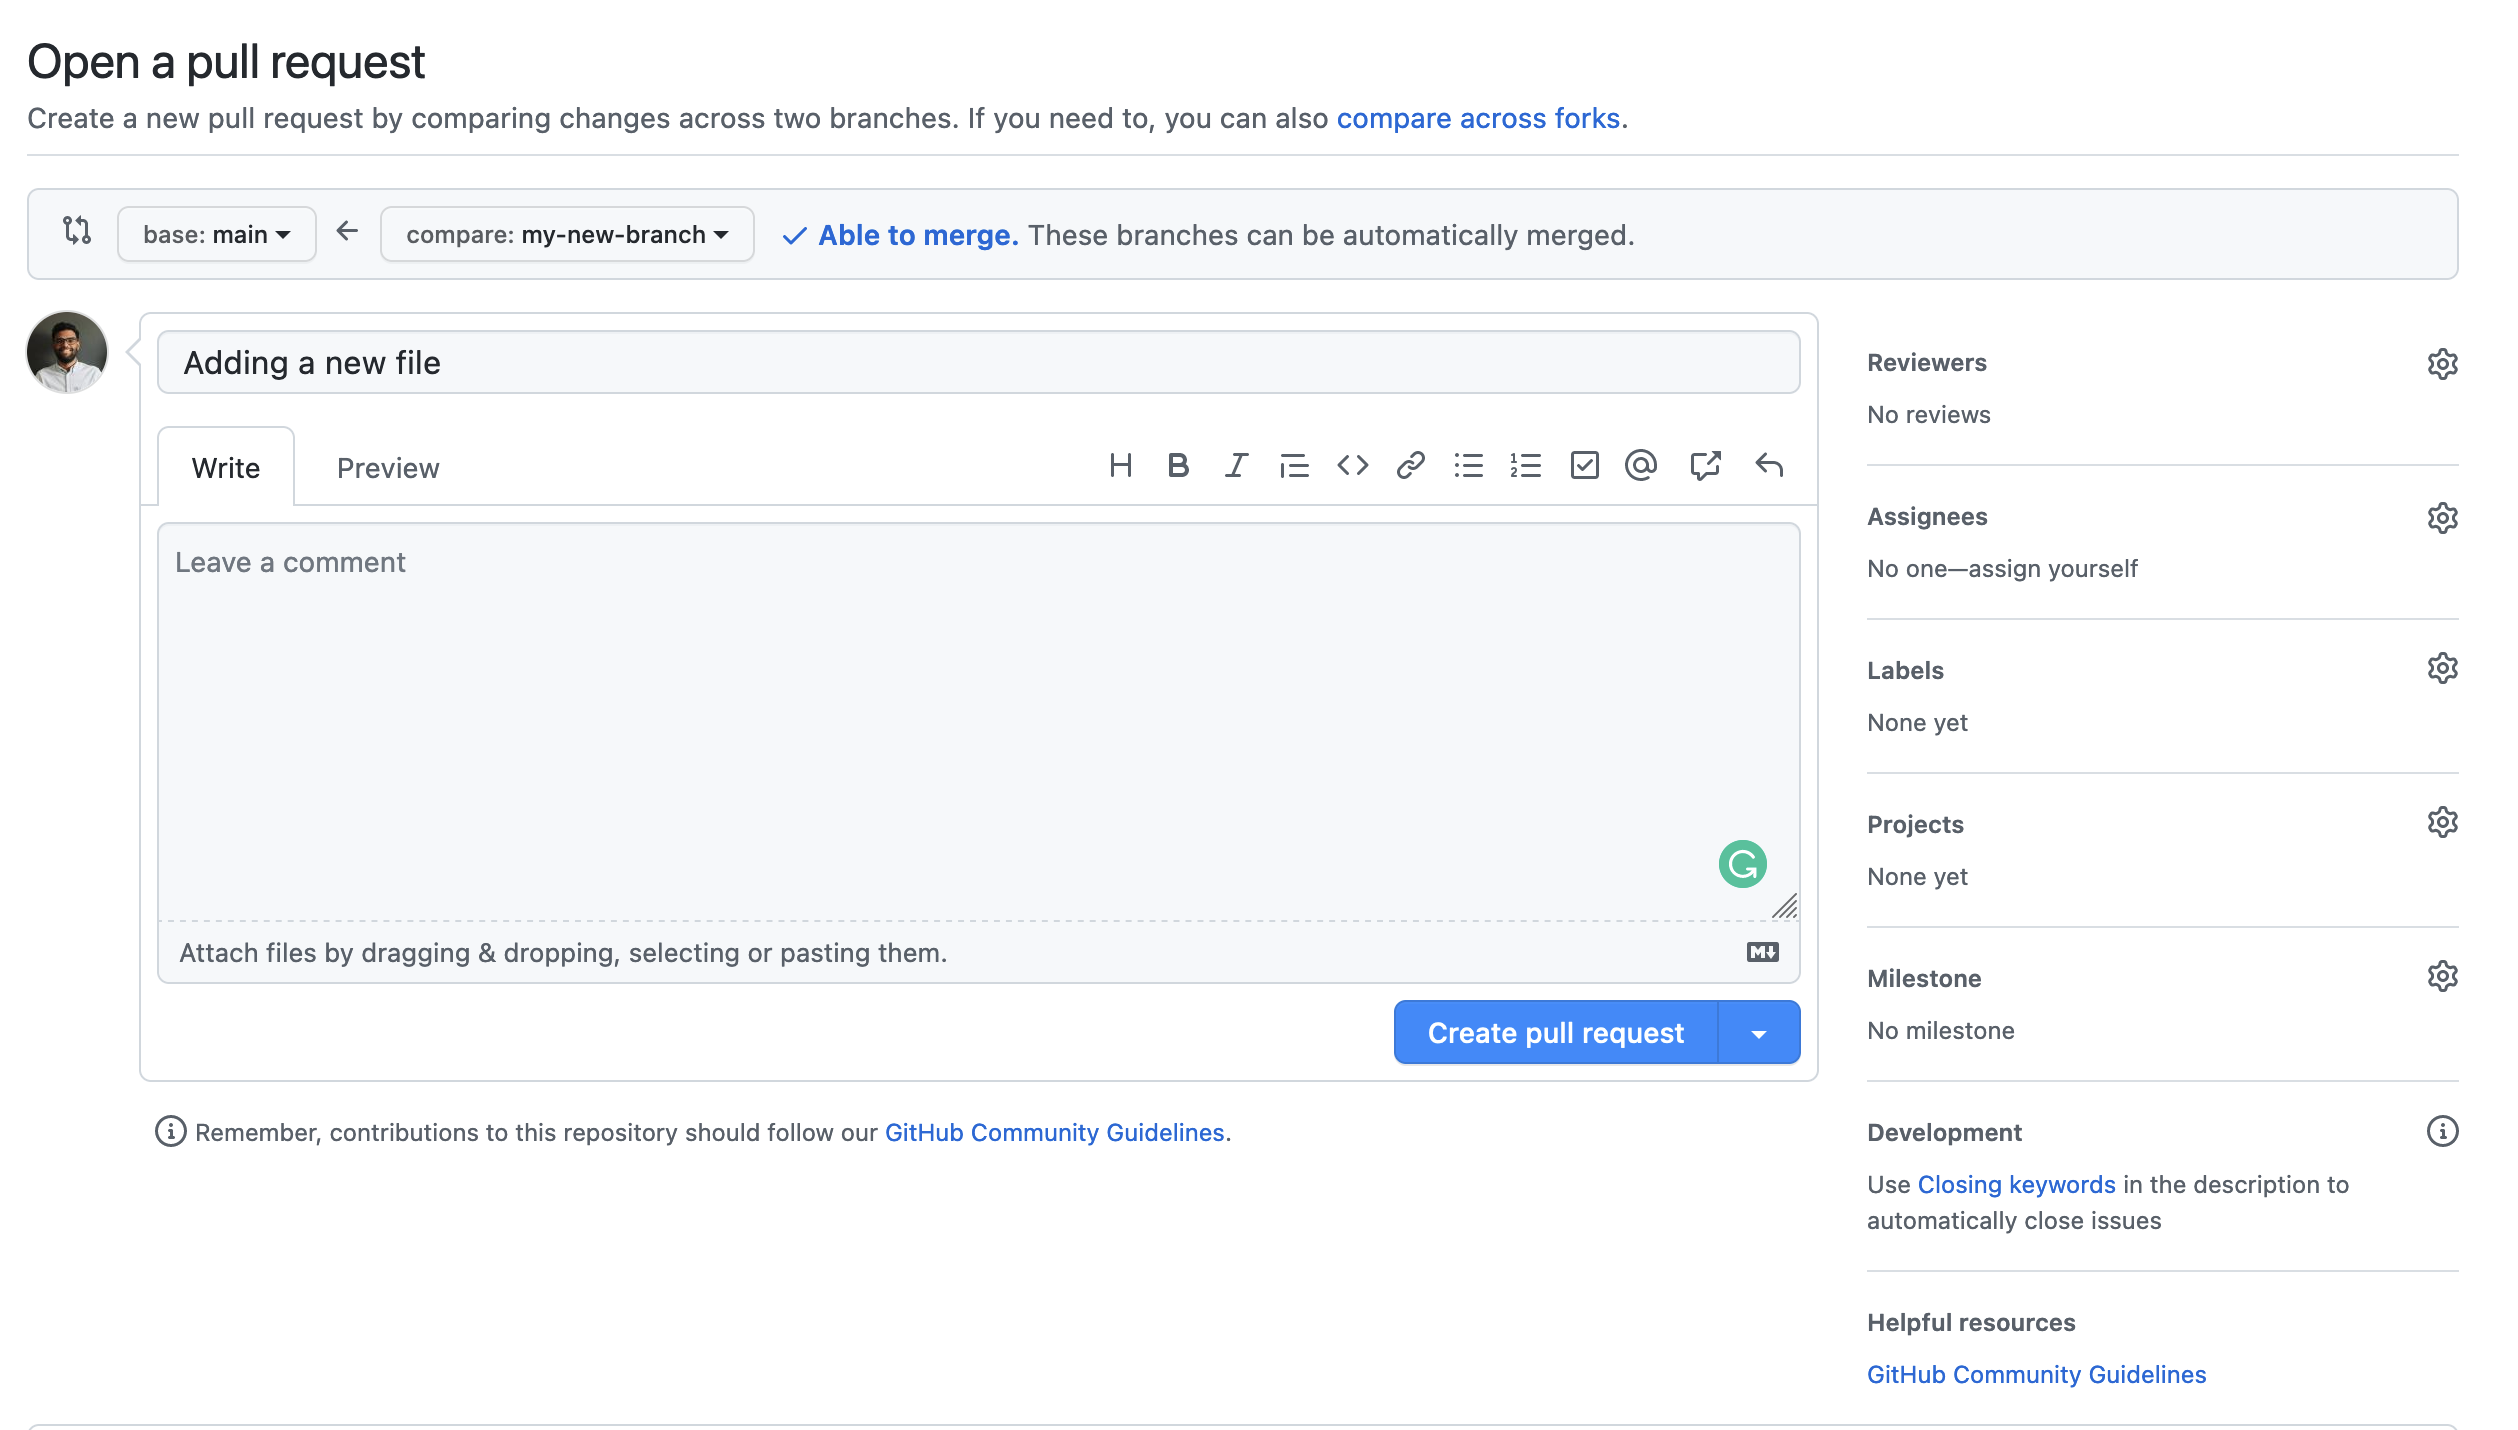 Open a pull request
Create a new pull request by comparing changes across two branches. If you need to, you can also compare across forks.
base: main
compare: my-new-branch
Able to merge. These branches can be automatically merged.
Adding a new file
Write
Preview
Leave a comment
Attach files by dragging & dropping, selecting or pasting them.
Create pull request
Remember, contributions to this repository should follow our GitHub Community Guidelines.
Reviewers
No reviews
Assignees
No one—assign yourself
Labels
None yet
Projects
None yet
Milestone
No milestone
Development
Use Closing keywords in the description to
automatically close issues
Helpful resources
GitHub Community Guidelines